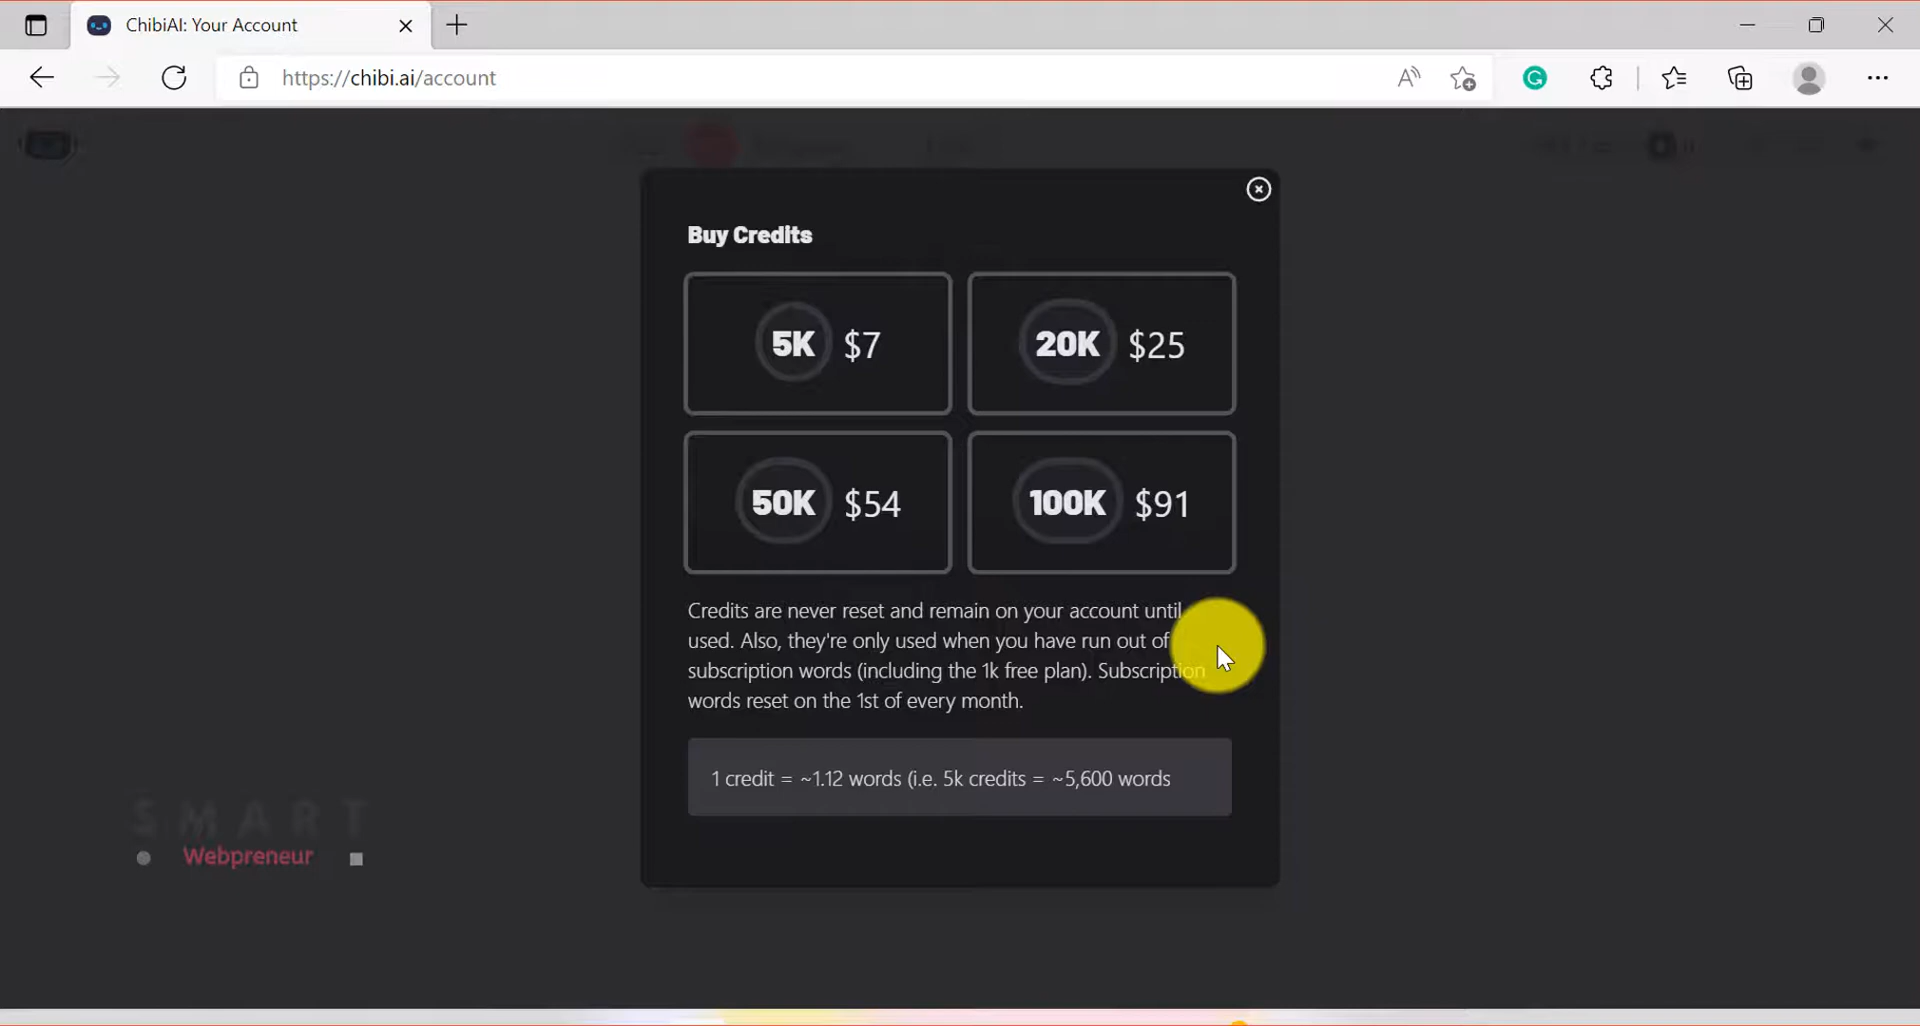 ChibiAI: Your Account
https://chibi.ai/account
Buy Credits
5K $7
20K $25
50K $54
100K $91
Credits are never reset and remain on your account until
used. Also, they're only used when you have run out of
subscription words (including the 1k free plan). Subscription
words reset on the 1st of every month.
1 credit = ~1.12 words (i.e. 5k credits = ~5,600 words
SMART
Webpreneur